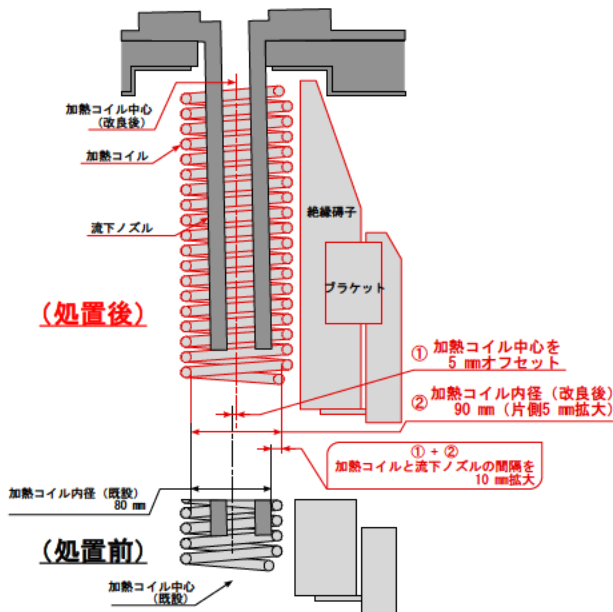 加熱コイル中心
(改良後)
加熱コイル
流下ノズル
絶縁碍子
ブラケット
(処置後)
① 加熱コイル中心を
5 mmオフセット
② 加熱コイル内径（改良後）
90 mm（片側5 mm拡大）
① + ②
加熱コイルと流下ノズルの間隔を
10 mm拡大
加熱コイル内径（既設）
80 mm
(処置前)
加熱コイル中心
(既設)